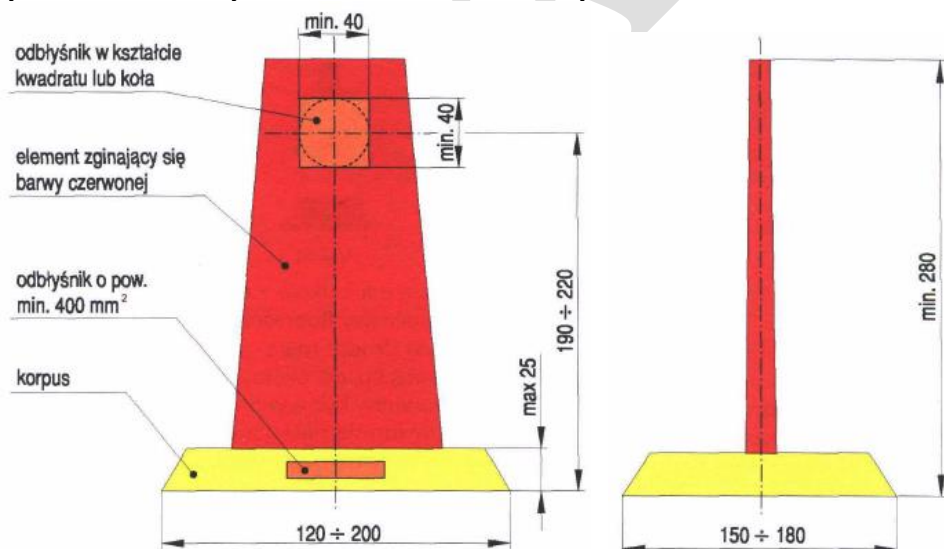 min. 40
odbłyśnik w kształcie
kwadratu lub koła
min. 40
element zginający się
barwy czerwonej
odbłyśnik o pow.
min. 400 mm²
korpus
190 ÷ 220
max 25
120 ÷ 200
min. 280
150 ÷ 180